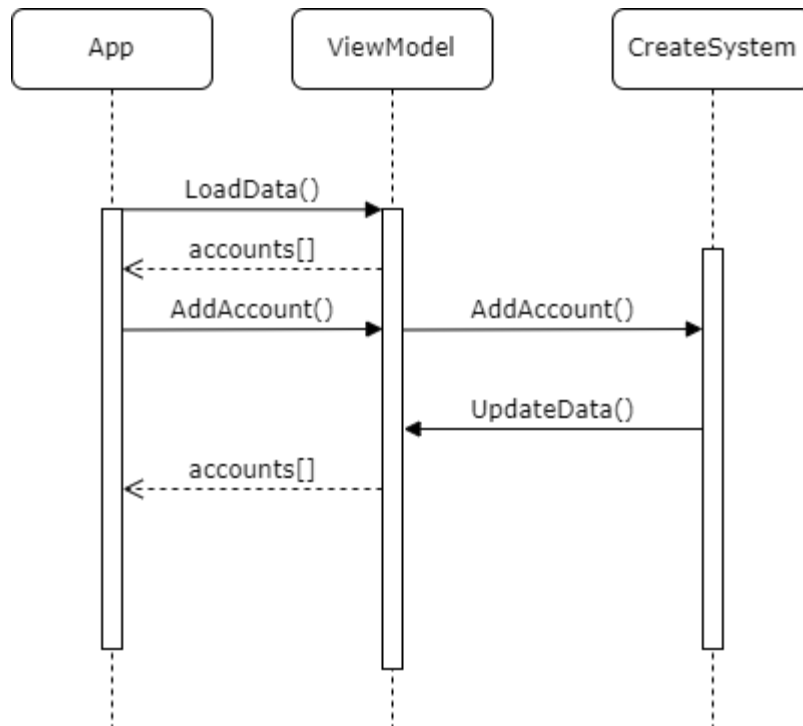 App
ViewModel
CreateSystem
LoadData()
accounts[]
AddAccount()
AddAccount()
UpdateData()
accounts[]